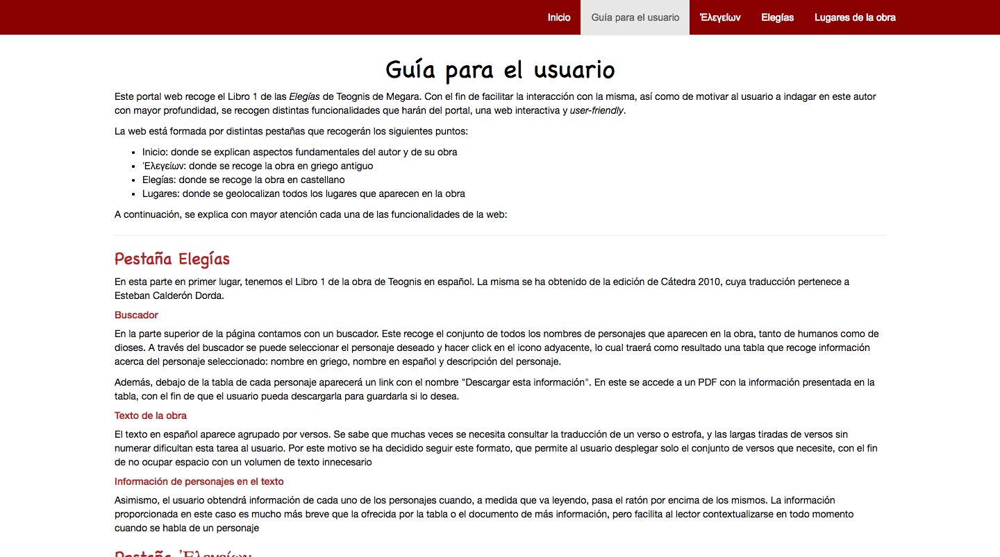 Inicio
Guía para el usuario
Ἐλεγείων
Elegías
Lugares de la obra
Guía para el usuario
Este portal web recoge el Libro 1 de las Elegías de Teognis de Megara. Con el fin de facilitar la interacción con la misma, así como de motivar al usuario a indagar en este autor
con mayor profundidad, se recogen distintas funcionalidades que harán del portal, una web interactiva y user-friendly.
La web está formada por distintas pestañas que recogerán los siguientes puntos:
• Inicio: donde se explican aspectos fundamentales del autor y de su obra
• Ἐλεγείων: donde se recoge la obra en griego antiguo
• Elegías: donde se recoge la obra en castellano
• Lugares: donde se geolocalizan todos los lugares que aparecen en la obra
A continuación, se explica con mayor atención cada una de las funcionalidades de la web:
Pestaña Elegías
En esta parte en primer lugar, tenemos el Libro 1 de la obra de Teognis en español. La misma se ha obtenido de la edición de Cátedra 2010, cuya traducción pertenece a
Esteban Calderón Dorda.
Buscador
En la parte superior de la página contamos con un buscador. Este recoge el conjunto de todos los nombres de personajes que aparecen en la obra, tanto de humanos como de
dioses. A través del buscador se puede seleccionar el personaje deseado y hacer click en el icono adyacente, lo cual traerá como resultado una tabla que recoge información
acerca del personaje seleccionado: nombre en griego, nombre en español y descripción del personaje.
Además, debajo de la tabla de cada personaje aparecerá un link con el nombre "Descargar esta información". En este se accede a un PDF con la información presentada en la
tabla, con el fin de que el usuario pueda descargarla para guardarla si lo desea.
Texto de la obra
El texto en español aparece agrupado por versos. Se sabe que muchas veces se necesita consultar la traducción de un verso o estrofa, y las largas tiradas de versos sin
numerar dificultan esta tarea al usuario. Por este motivo se ha decidido seguir este formato, que permite al usuario desplegar solo el conjunto de versos que necesite, con el fin
de no ocupar espacio con un volumen de texto innecesario
Información de personajes en el texto
Asimismo, el usuario obtendrá información de cada uno de los personajes cuando, a medida que va leyendo, pasa el ratón por encima de los mismos. La información
proporcionada en este caso es mucho más breve que la ofrecida por la tabla o el documento de más información, pero facilita al lector contextualizarse en todo momento
cuando se habla de un personaje
Pestaña Ἐλεγείων